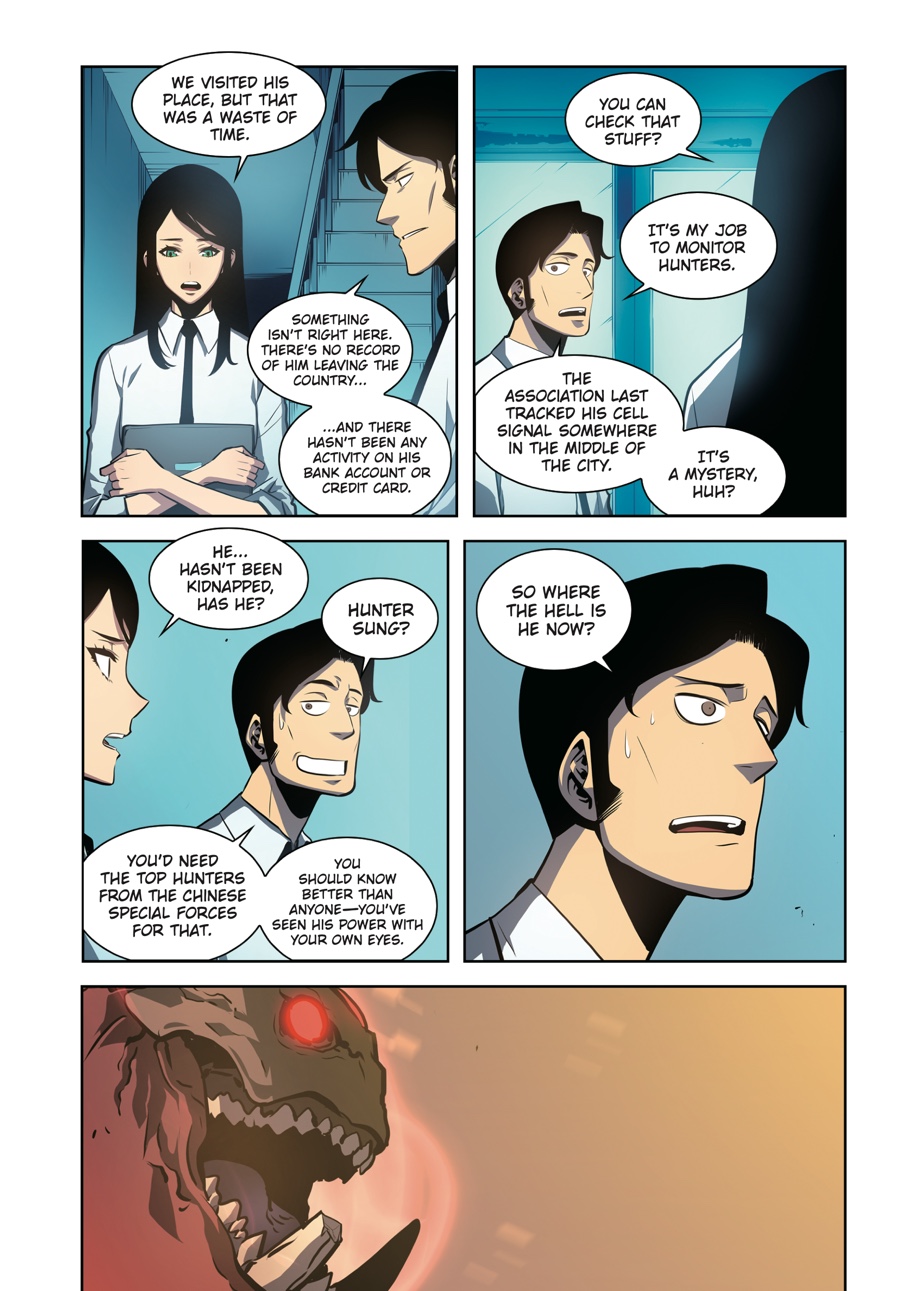 WE VISITED HIS
PLACE, BUT THAT
WAS A WASTE OF
TIME.
SOMETHING
ISN'T RIGHT HERE.
THERE'S NO RECORD
OF HIM LEAVING THE
COUNTRY...
...AND THERE
HASN'T BEEN ANY
ACTIVITY ON HIS
BANK ACCOUNT OR
CREDIT CARD.
YOU CAN
CHECK THAT
STUFF?
IT'S MY JOB
TO MONITOR
HUNTERS.
THE
ASSOCIATION LAST
TRACKED HIS CELL
SIGNAL SOMEWHERE
IN THE MIDDLE OF
THE CITY.
IT'S
A MYSTERY,
HUH?
HE...
HASN'T BEEN
KIDNAPPED,
HAS HE?
HUNTER
SUNG?
YOU'D NEED
THE TOP HUNTERS
FROM THE CHINESE
SPECIAL FORCES
FOR THAT.
YOU
SHOULD KNOW
BETTER THAN
ANYONE—YOU'VE
SEEN HIS POWER WITH
YOUR OWN EYES.
SO WHERE
THE HELL IS
HE NOW?